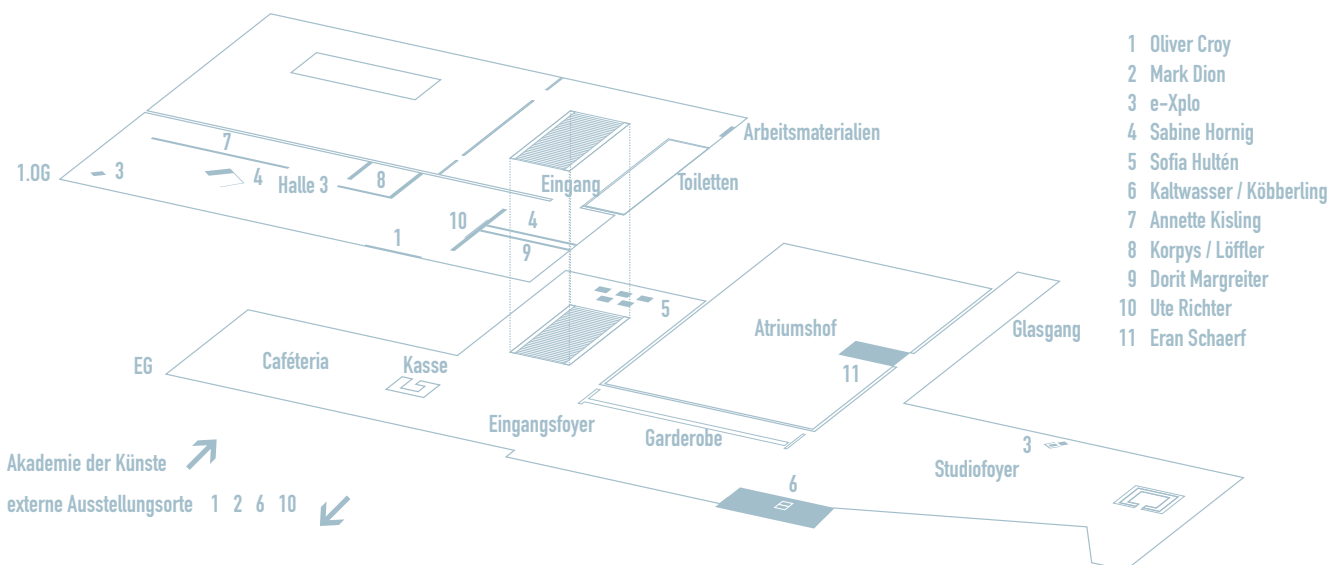 1 Oliver Croy
2 Mark Dion
3 e-Xplo
4 Sabine Hornig
5 Sofia Hultén
6 Kaltwasser / Köbberling
7 Annette Kisling
8 Korpys / Löffler
9 Dorit Margreiter
10 Ute Richter
11 Eran Schaerf
Arbeitsmaterialien
7
1.OG
3
4
Halle 3
8
Eingang
Toiletten
10
4
1
9
5
Atriumshof
Glasgang
EG
Caféteria
Kasse
11
Eingangsfoyer
Garderobe
3
Studiofoyer
6
Akademie der Künste
externe Ausstellungsorte 1 2 6 10